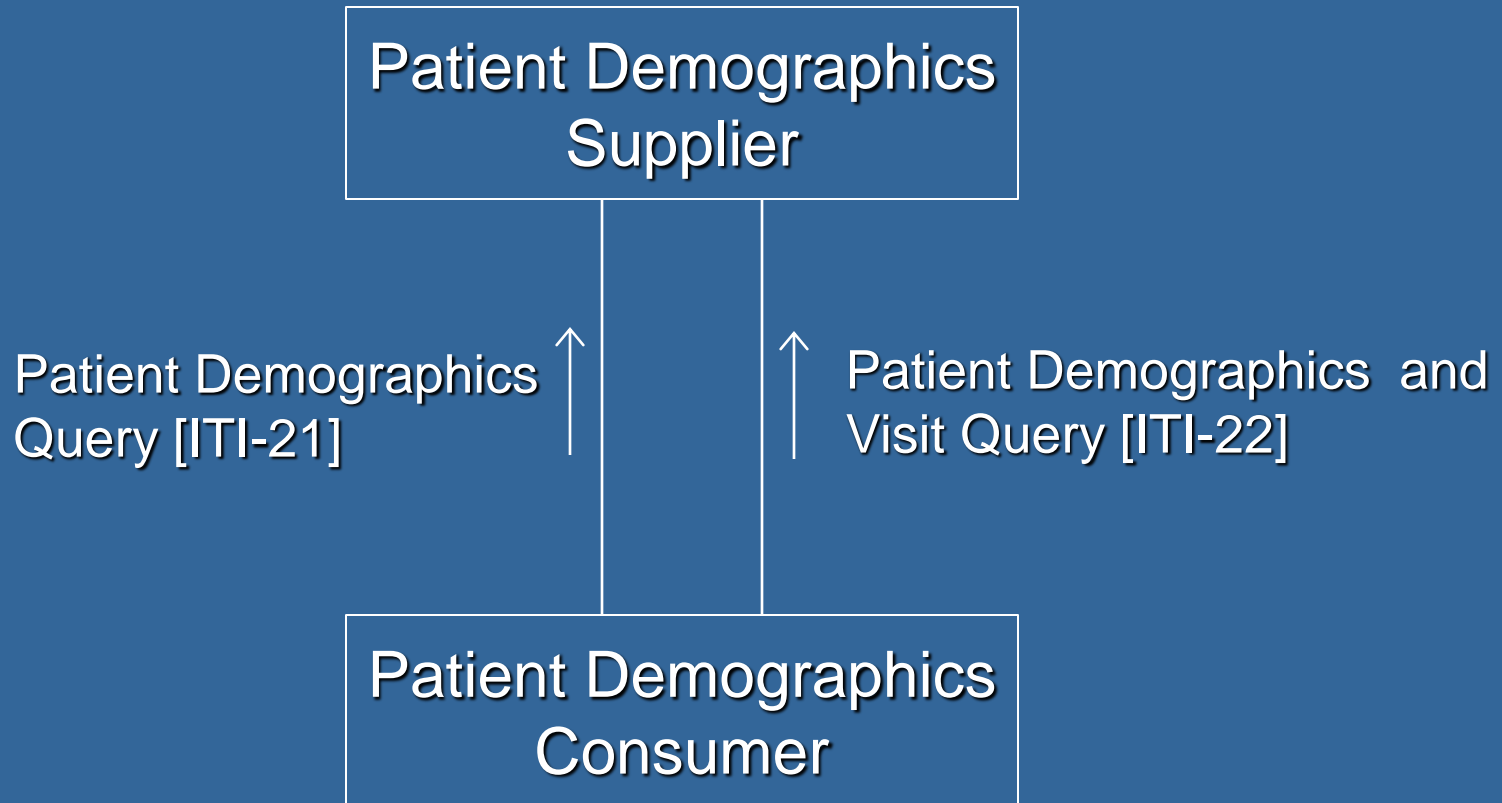 Patient Demographics
Supplier
Patient Demographics
Query [ITI-21]
Patient Demographics  and
Visit Query [ITI-22]
Patient Demographics
Consumer